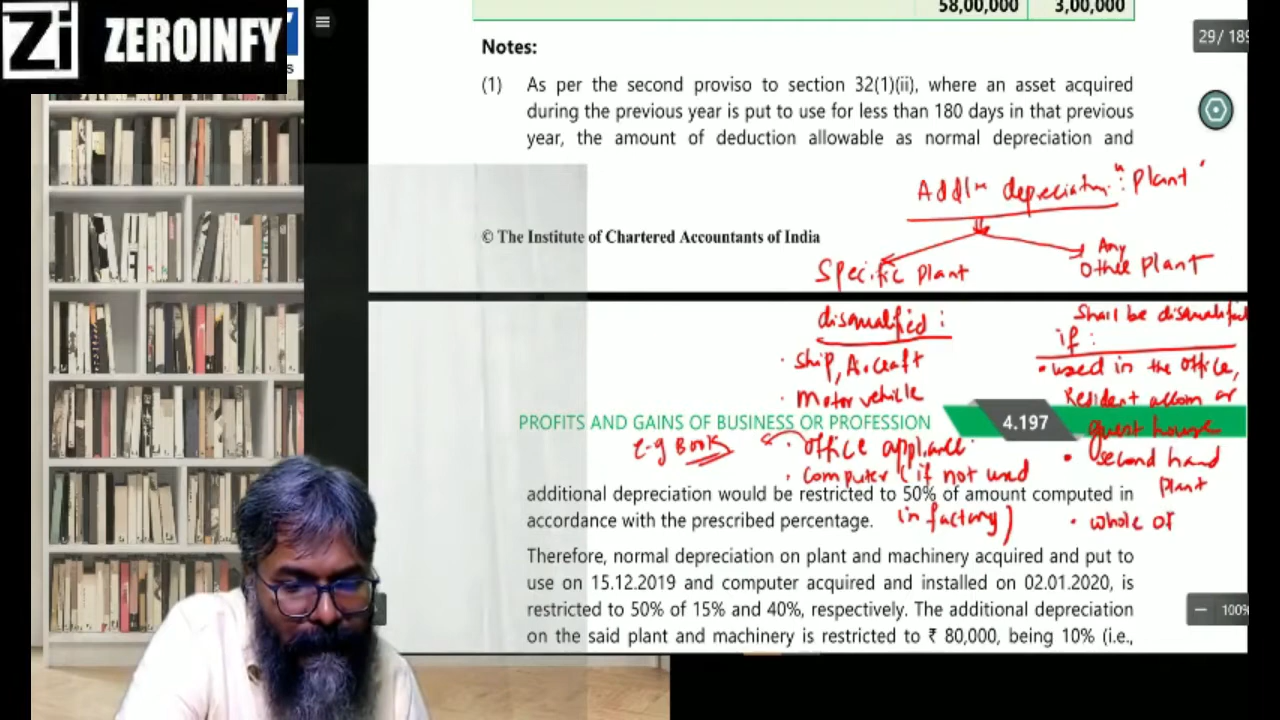 Zi ZEROINFY
s
58,00,000 3,00,000
29/ 189
Notes:
(1) As per the second proviso to section 32(1)(ii), where an asset acquired
during the previous year is put to use for less than 180 days in that previous
year, the amount of deduction allowable as normal depreciation and
"Plant"
depreciation:
Any
Specific Plant
Other Plant
© The Institute of Chartered Accountants of India
disqualified:
Shall be
if:
• Ship, A.craft
• used in the office,
• Motor vehicle
Resident accom or
PROFITS AND GAINS OF BUSINESS OR PROFESSION 4.197
guest house
e.g Book
• office
• second hand
• computer (if not used
Plant
additional depreciation would be restricted to 50% of amount computed in
accordance with the prescribed percentage.
in factory)
• whole or
Therefore, normal depreciation on plant and machinery acquired and put to
use on 15.12.2019 and computer acquired and installed on 02.01.2020, is
restricted to 50% of 15% and 40%, respectively. The additional depreciation
on the said plant and machinery is restricted to ₹ 80,000, being 10% (i.e.,
100%